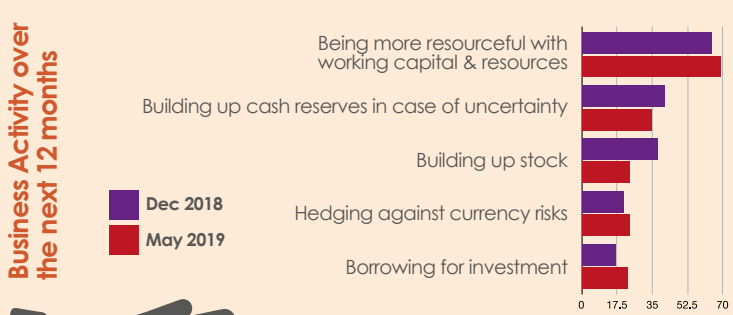 Business Activity over
the next 12 months
Being more resourceful with
working capital & resources
Building up cash reserves in case of uncertainty
Building up stock
Hedging against currency risks
Borrowing for investment
Dec 2018
May 2019
0 17.5 35 52.5 70